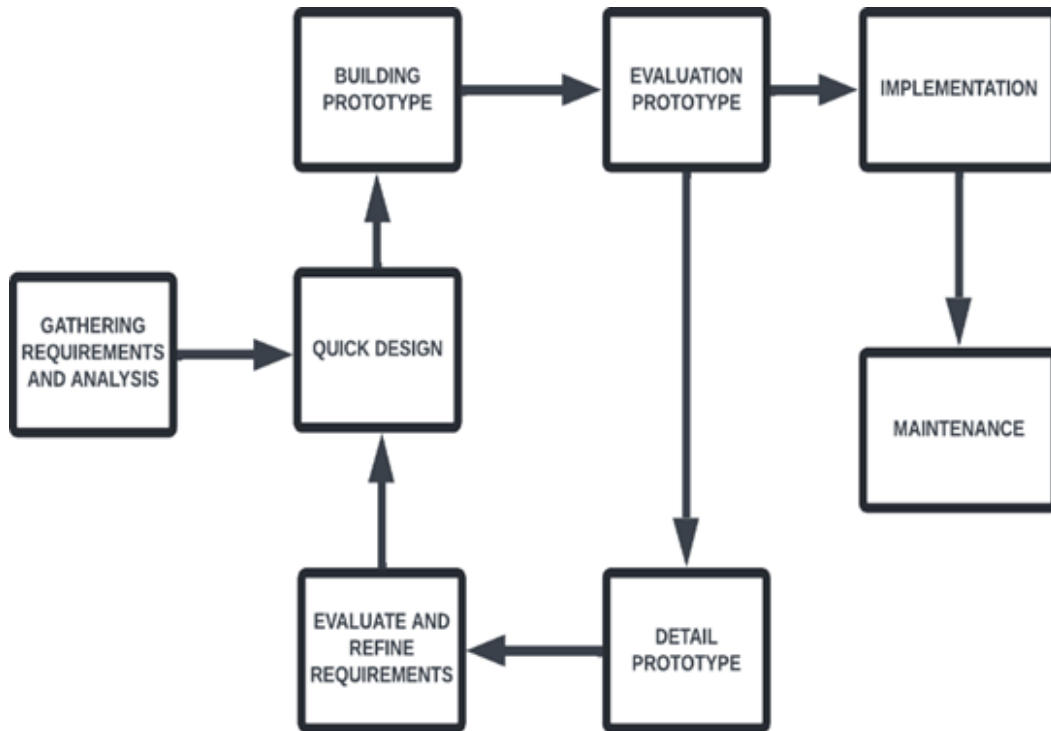 BUILDING
PROTOTYPE
EVALUATION
PROTOTYPE
IMPLEMENTATION
GATHERING
REQUIREMENTS
AND ANALYSIS
QUICK DESIGN
MAINTENANCE
EVALUATE AND
REFINE
REQUIREMENTS
DETAIL
PROTOTYPE